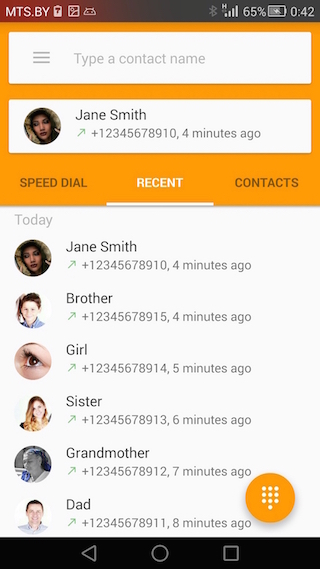 MTS.BY 65% 0:42
Type a contact name
Jane Smith
+12345678910, 4 minutes ago
SPEED DIAL RECENT CONTACTS
Today
Jane Smith
+12345678910, 4 minutes ago
Brother
+12345678915, 4 minutes ago
Girl
+12345678914, 5 minutes ago
Sister
+12345678913, 6 minutes ago
Grandmother
+12345678912, 7 minutes ago
Dad
+12345678911, 8 minutes ago